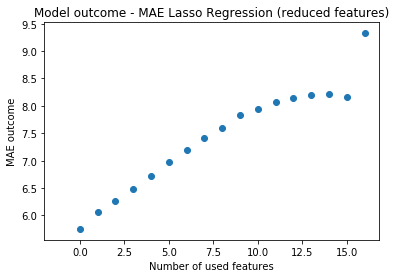 Model outcome - MAE Lasso Regression (reduced features)
9.5
9.0
8.5
8.0
7.5
7.0
6.5
6.0
MAE outcome
0.0 2.5 5.0 7.5 10.0 12.5 15.0
Number of used features